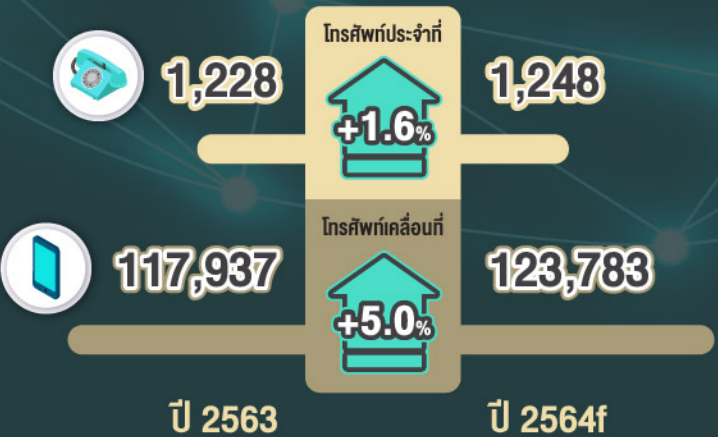 โทรศัพท์ประจำที่
1,228
+1.6%
1,248
โทรศัพท์เคลื่อนที่
117,937
+5.0%
123,783
ปี 2563
ปี 2564f